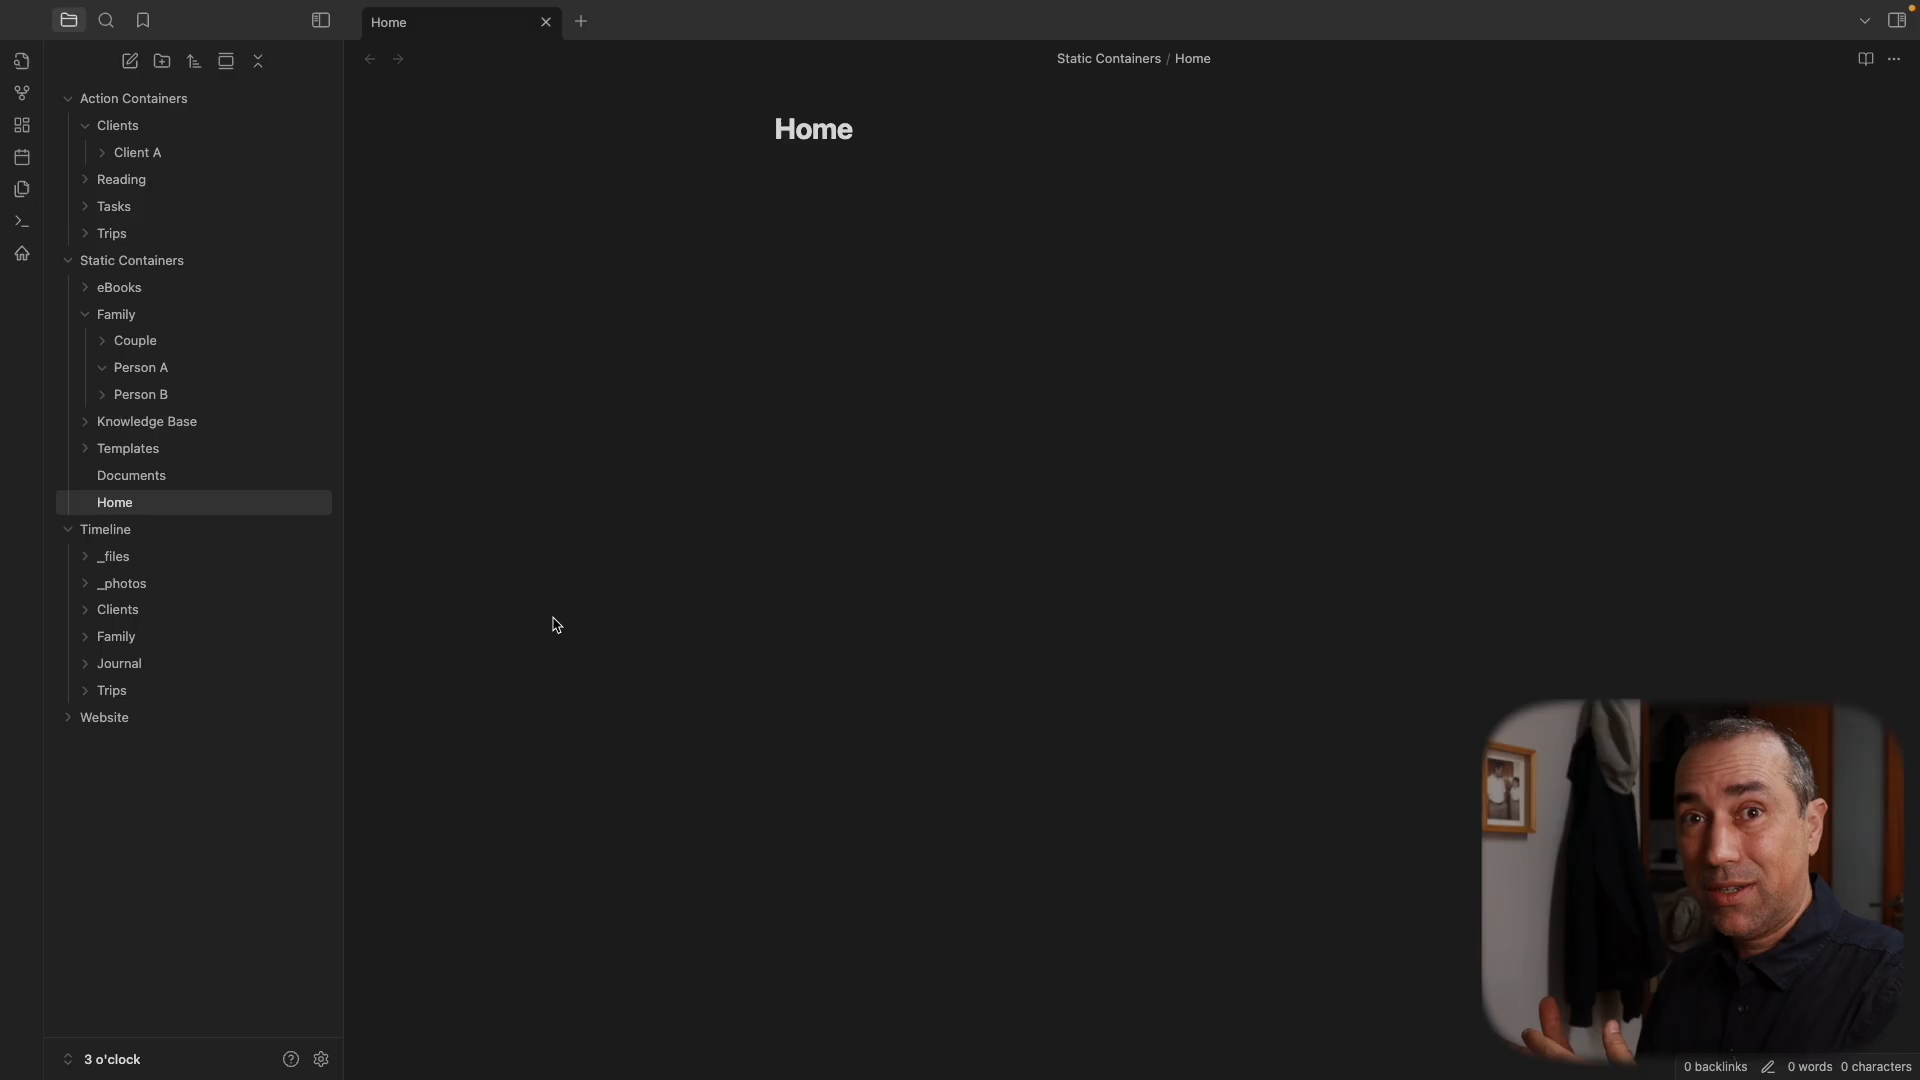 Home
Static Containers / Home
Action Containers
Clients
Client A
Reading
Tasks
Trips
Static Containers
eBooks
Family
Couple
Person A
Person B
Knowledge Base
Templates
Documents
Home
Timeline
_files
_photos
Clients
Family
Journal
Trips
Website
3 o'clock
Home
0 backlinks 0 words 0 characters